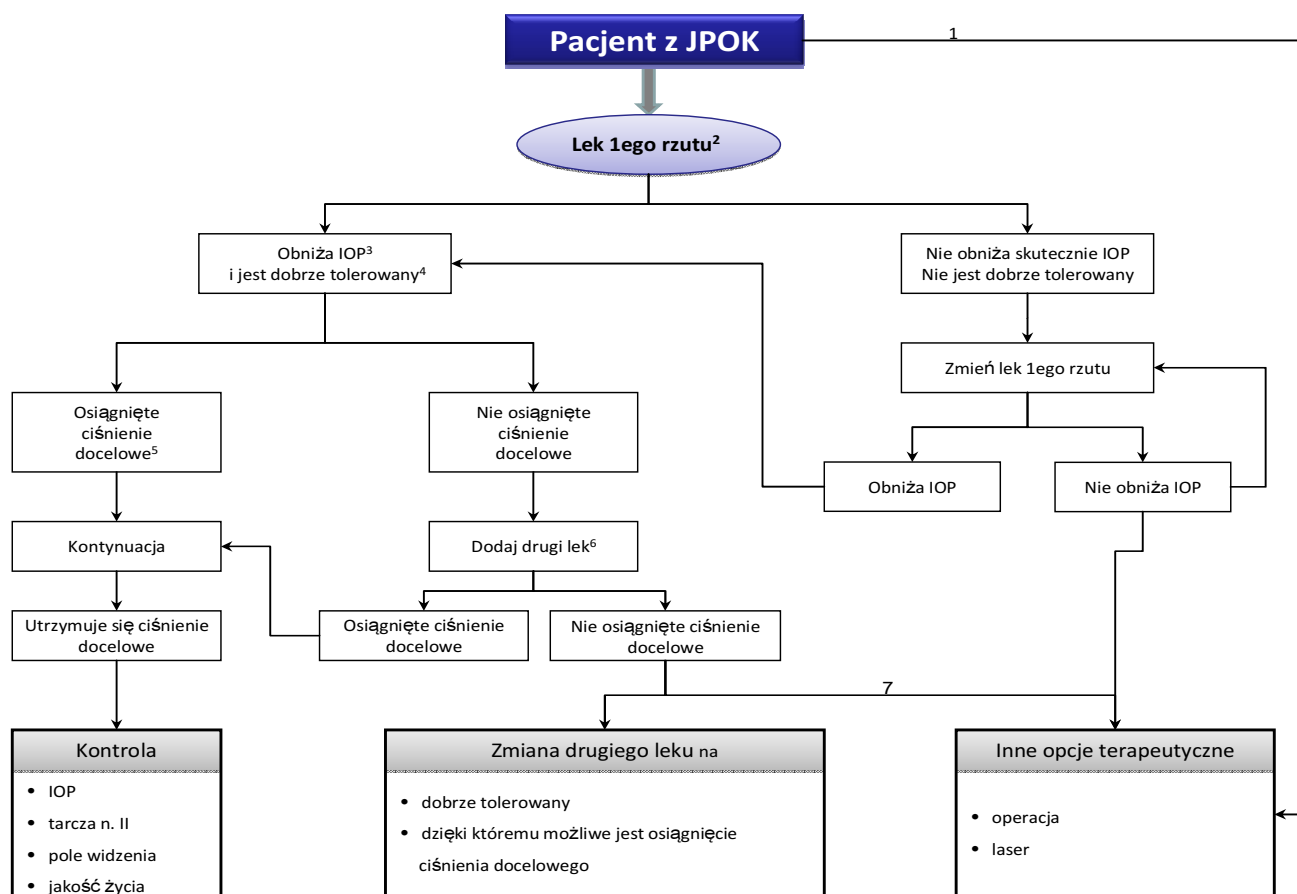 Pacjent z JPOK
1
Lek 1ego rzutu²
Obniża IOP³
i jest dobrze tolerowany⁴
Nie obniża skutecznie IOP
Nie jest dobrze tolerowany
Zmień lek 1ego rzutu
Osiągnięte
ciśnienie
docelowe⁵
Nie osiągnięte
ciśnienie
docelowe
Obniża IOP
Nie obniża IOP
Kontynuacja
Dodaj drugi lek⁶
Utrzymuje się ciśnienie
docelowe
Osiągnięte ciśnienie
docelowe
Nie osiągnięte ciśnienie
docelowe
7
Kontrola
• IOP
• tarcza n. II
• pole widzenia
• jakość życia
Zmiana drugiego leku na
• dobrze tolerowany
• dzięki któremu możliwe jest osiągnięcie
ciśnienia docelowego
Inne opcje terapeutyczne
• operacja
• laser